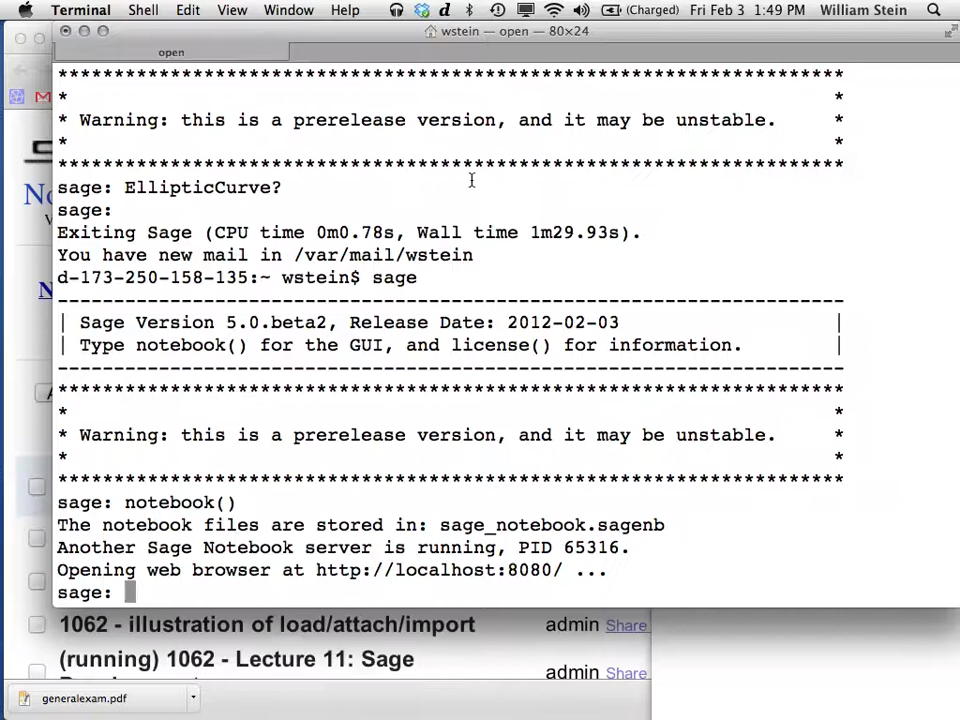 Terminal Shell Edit View Window Help (Charged) Fri Feb 3 1:49 PM William Stein
wstein — open — 80×24
open
***********************************************************************
* *
* Warning: this is a prerelease version, and it may be unstable. *
* *
***********************************************************************
sage: EllipticCurve?
sage:
Exiting Sage (CPU time 0m0.78s, Wall time 1m29.93s).
You have new mail in /var/mail/wstein
d-173-250-158-135:~ wstein$ sage
----------------------------------------------------------------------
| Sage Version 5.0.beta2, Release Date: 2012-02-03 |
| Type notebook() for the GUI, and license() for information. |
----------------------------------------------------------------------
***********************************************************************
* *
* Warning: this is a prerelease version, and it may be unstable. *
* *
***********************************************************************
sage: notebook()
The notebook files are stored in: sage_notebook.sagenb
Another Sage Notebook server is running, PID 65316.
Opening web browser at http://localhost:8080/ ...
sage:
1062 - illustration of load/attach/import admin Share
(running) 1062 - Lecture 11: Sage
admin Share
generalexam.pdf